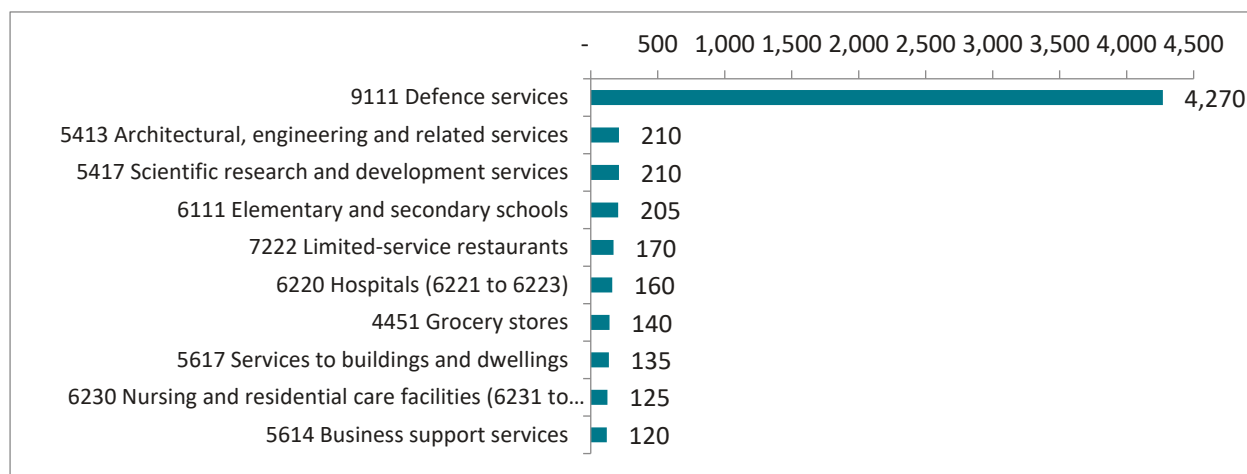 - 500 1,000 1,500 2,000 2,500 3,000 3,500 4,000 4,500
9111 Defence services 4,270
5413 Architectural, engineering and related services 210
5417 Scientific research and development services 210
6111 Elementary and secondary schools 205
7222 Limited-service restaurants 170
6220 Hospitals (6221 to 6223) 160
4451 Grocery stores 140
5617 Services to buildings and dwellings 135
6230 Nursing and residential care facilities (6231 to... 125
5614 Business support services 120